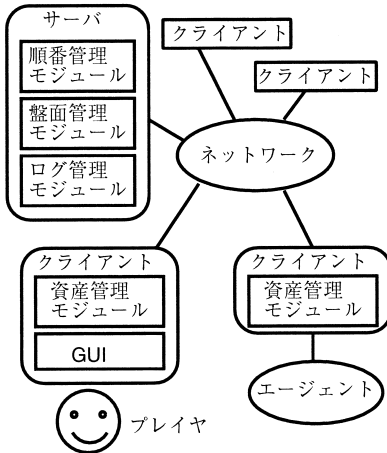 サーバ
順番管理
モジュール
盤面管理
モジュール
ログ管理
モジュール
クライアント
クライアント
ネットワーク
クライアント
資産管理
モジュール
GUI
プレイヤ
クライアント
資産管理
モジュール
エージェント